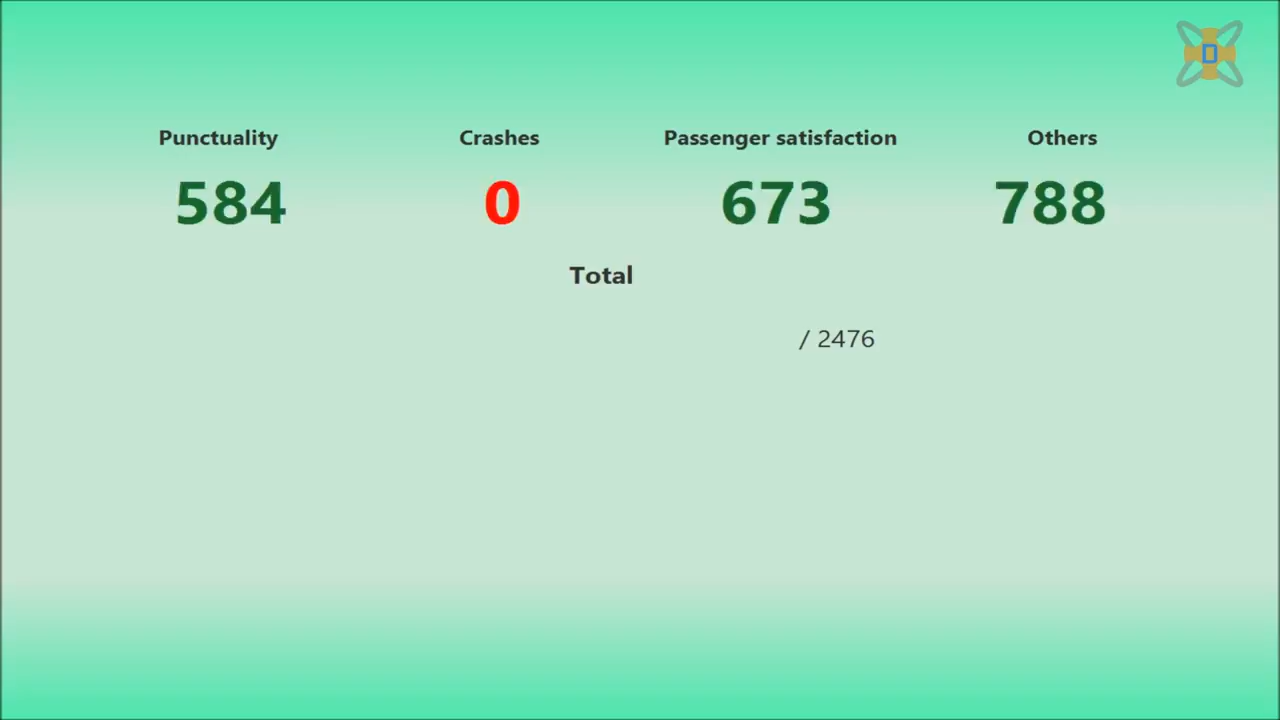 Punctuality Crashes Passenger satisfaction Others
584 0 673 788
Total
/ 2476
D